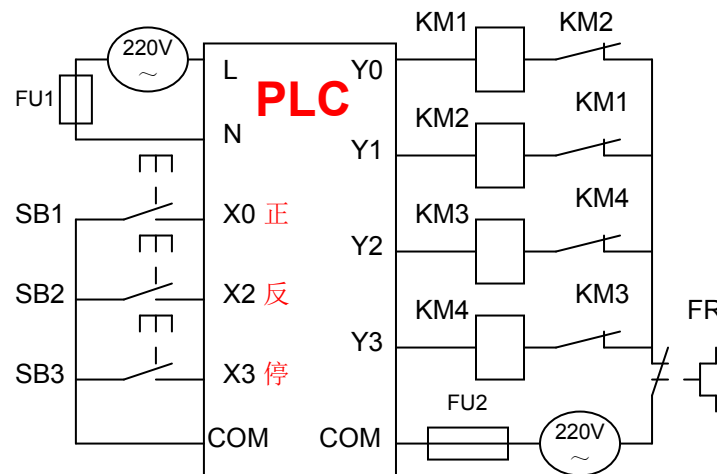 KM1 KM2
220V
～
L Y0
PLC
FU1
KM2 KM1
N
Y1
KM3 KM4
SB1 X0 正
Y2
KM4 KM3
SB2 X2 反
FR
Y3
SB3 X3 停
FU2
COM COM
220V
～